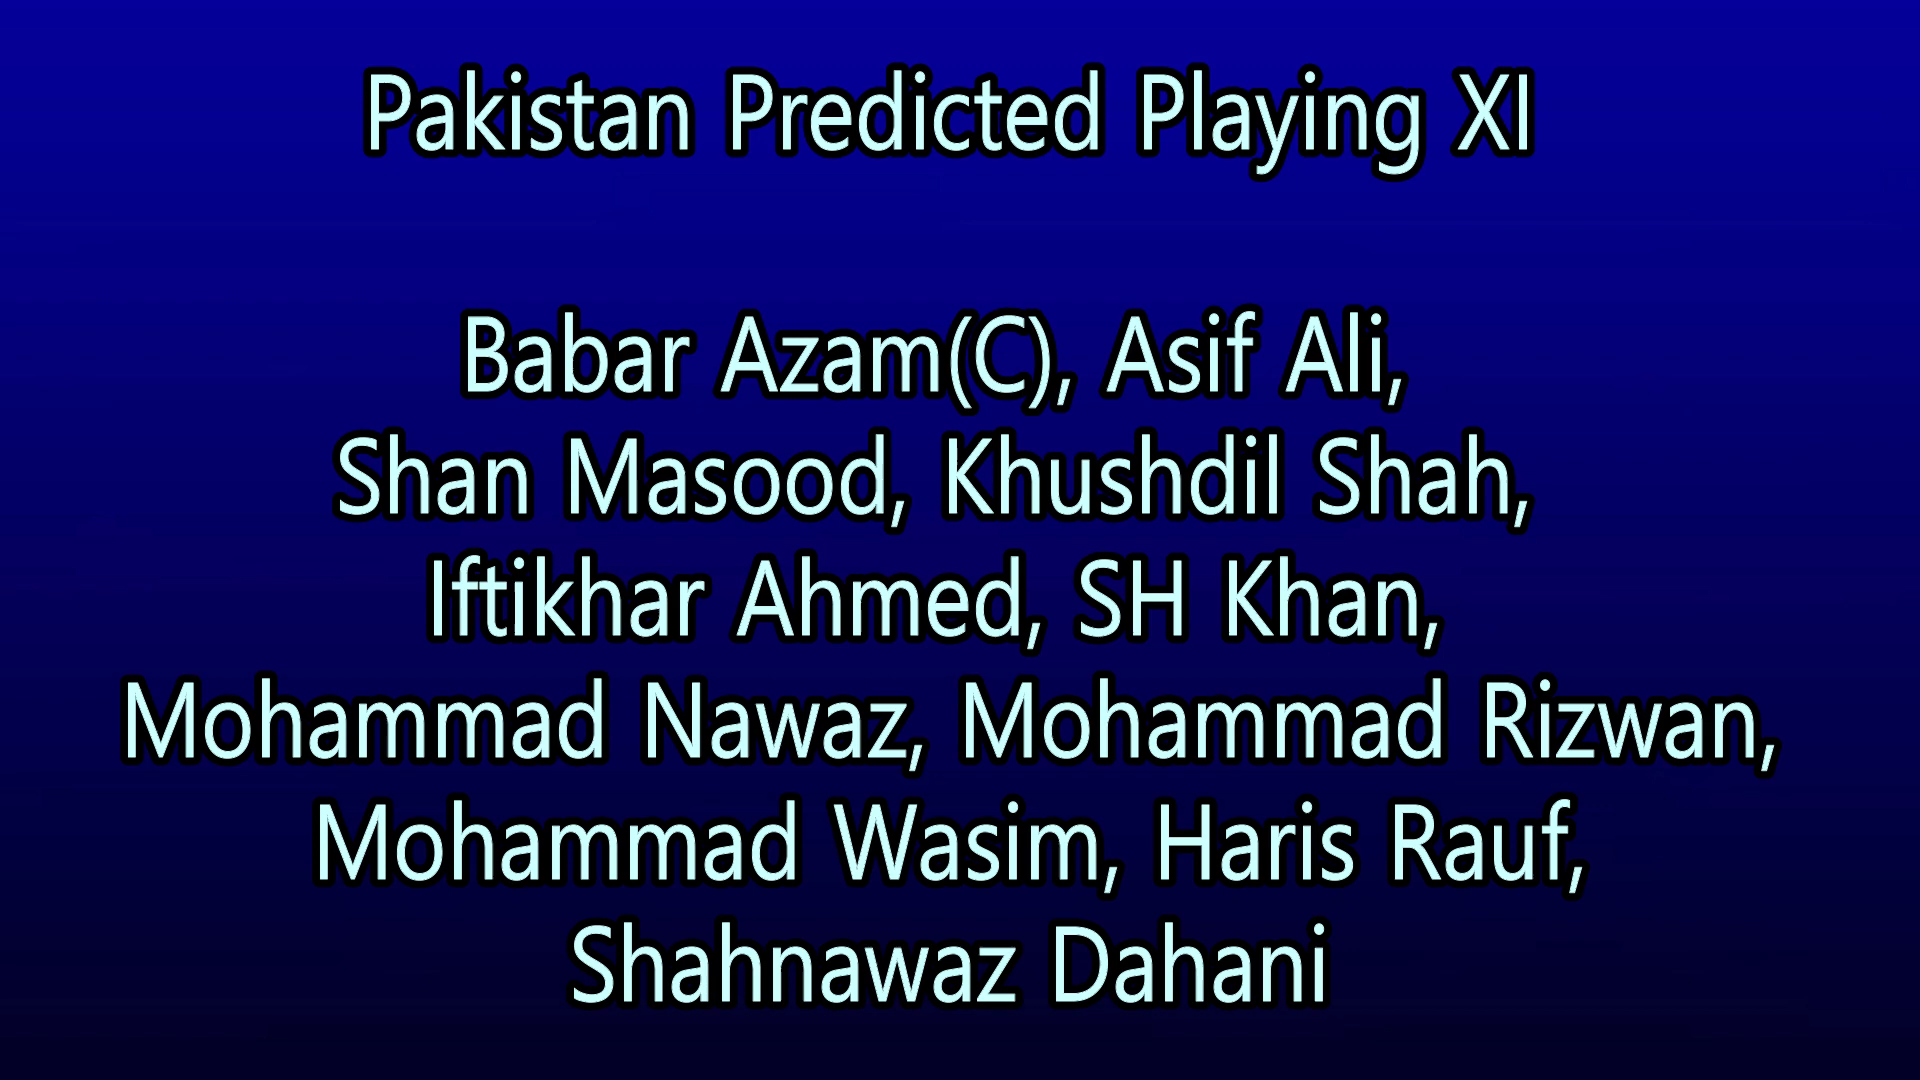 Pakistan Predicted Playing XI
Babar Azam(C), Asif Ali,
Shan Masood, Khushdil Shah,
Iftikhar Ahmed, SH Khan,
Mohammad Nawaz, Mohammad Rizwan,
Mohammad Wasim, Haris Rauf,
Shahnawaz Dahani